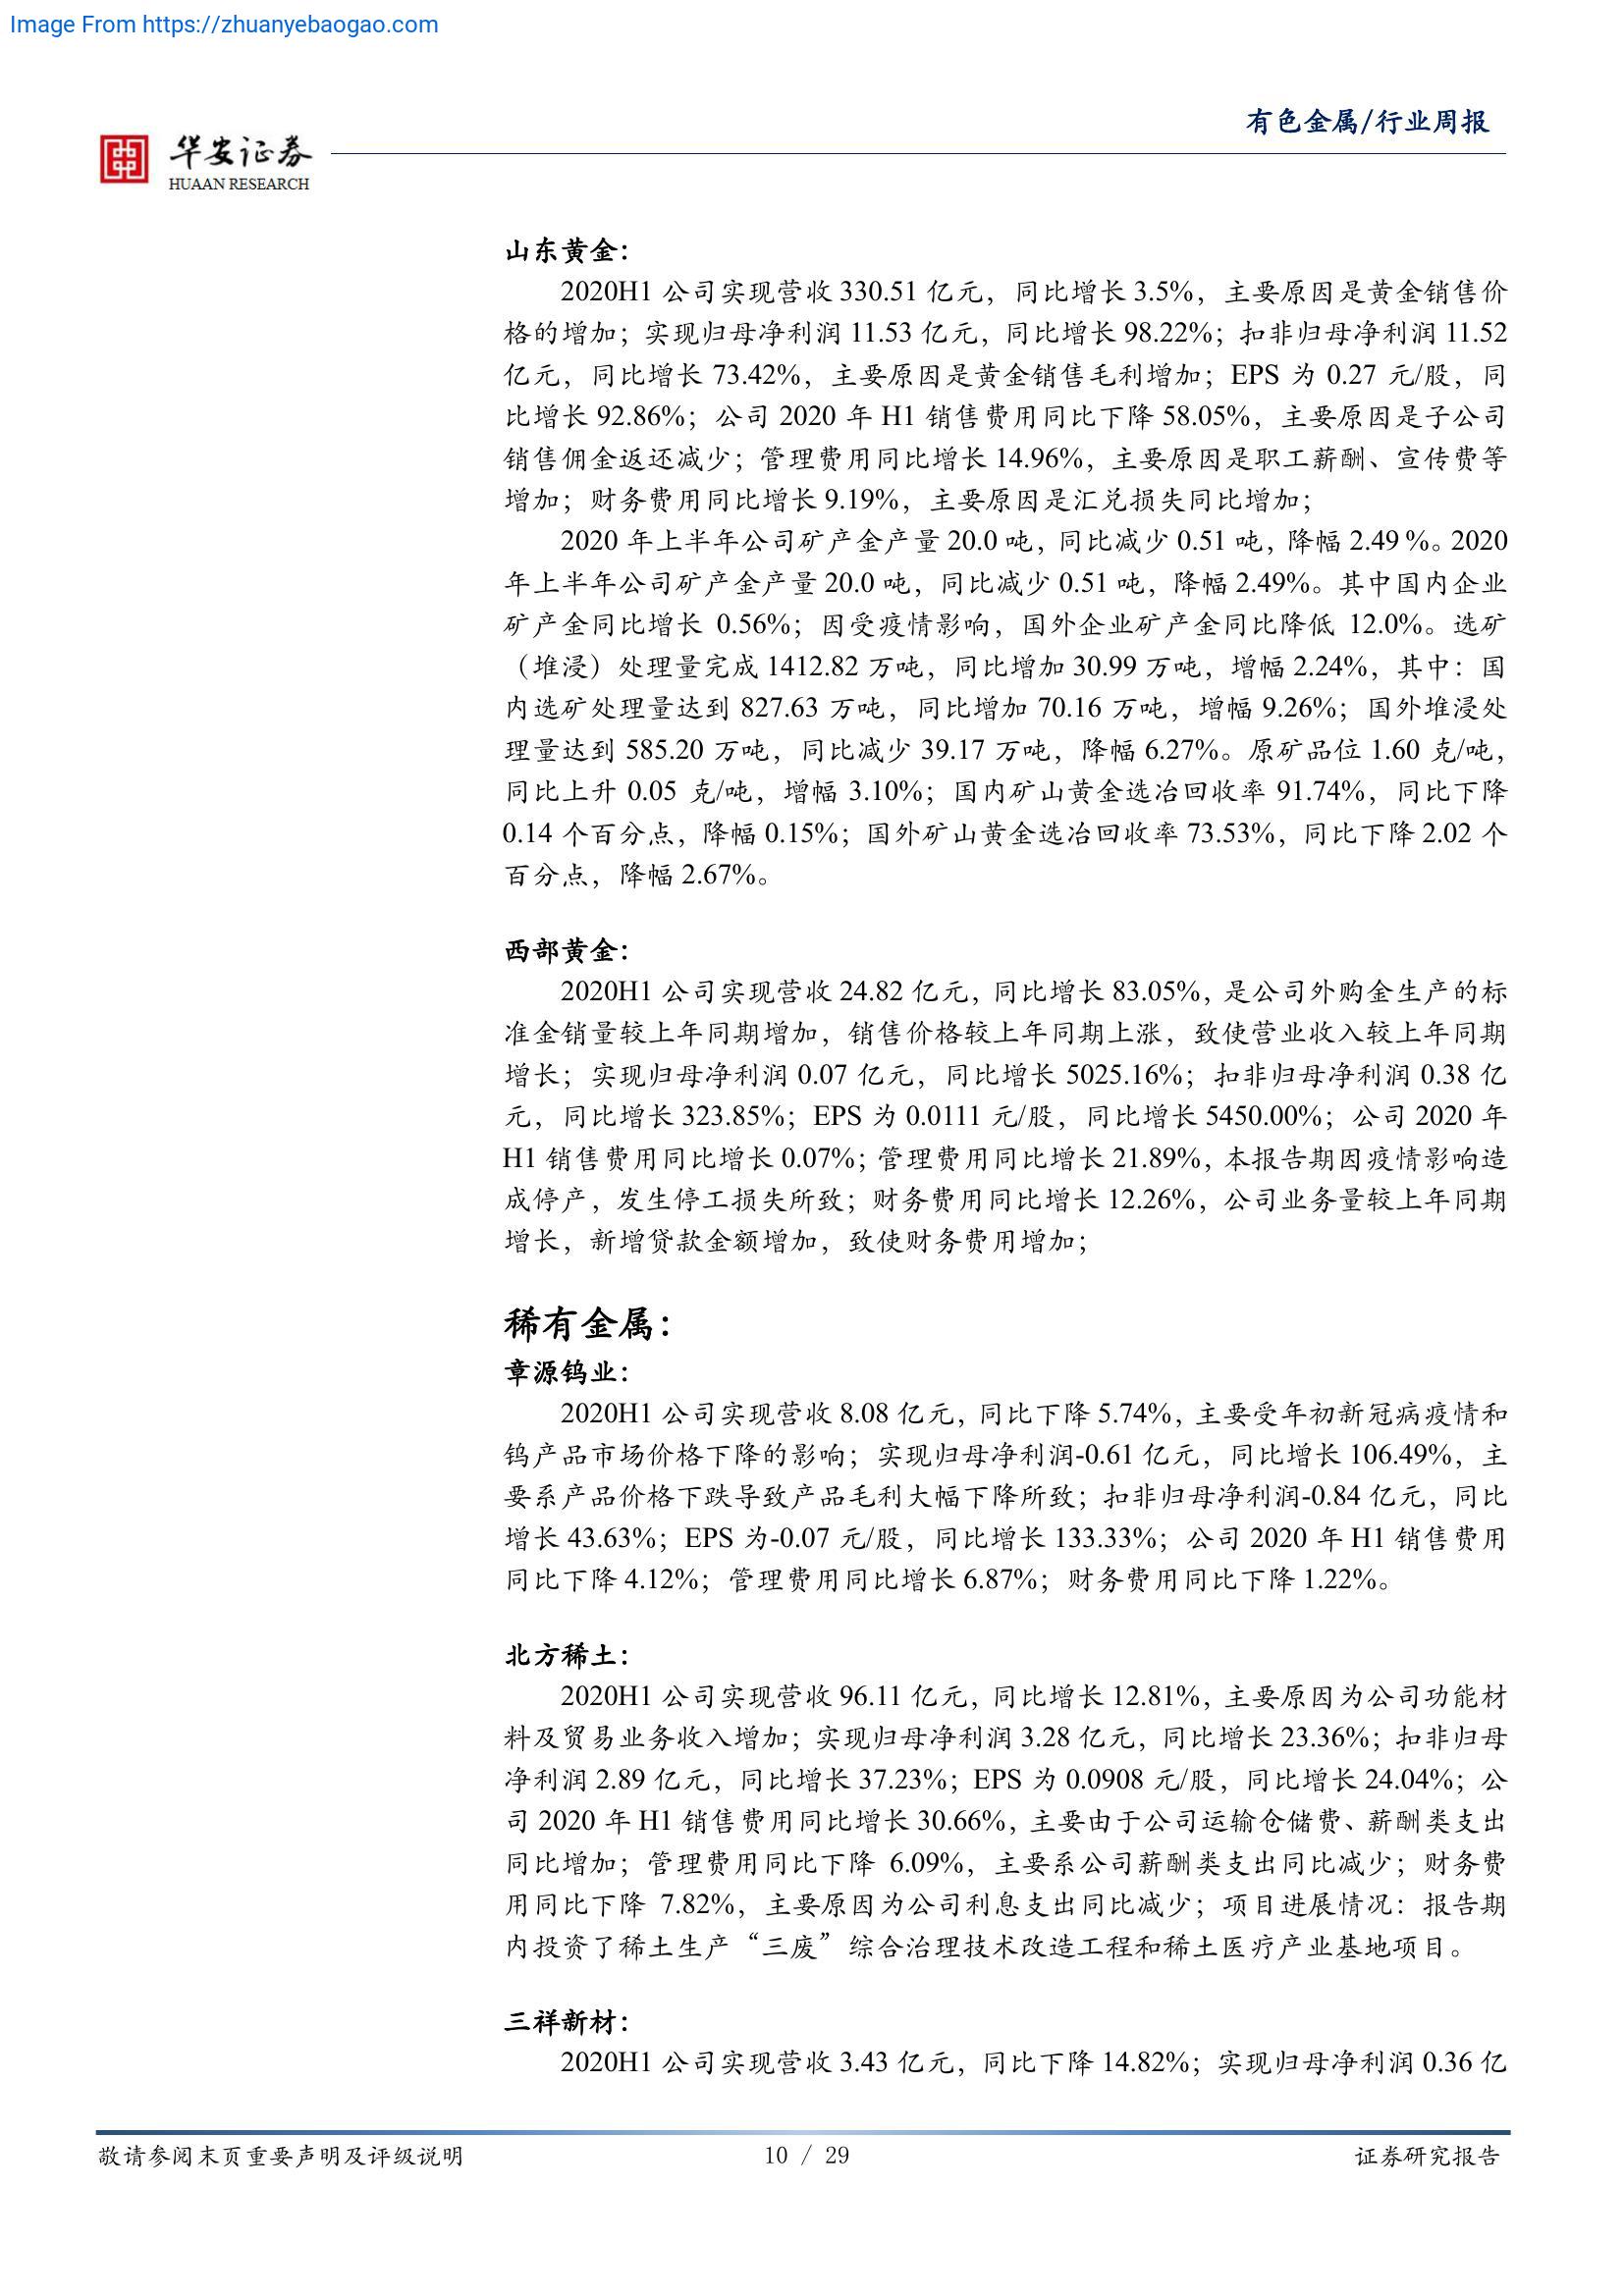 Image From https://zhuanyebaogao.com
有色金属/行业周报
华安证券
HUAAN RESEARCH
山东黄金：
2020H1 公司实现营收 330.51 亿元，同比增长 3.5%，主要原因是黄金销售价
格的增加；实现归母净利润 11.53 亿元，同比增长 98.22%；扣非归母净利润 11.52
亿元，同比增长 73.42%，主要原因是黄金销售毛利增加；EPS 为 0.27 元/股，同
比增长 92.86%；公司 2020 年 H1 销售费用同比下降 58.05%，主要原因是子公司
销售佣金返还减少；管理费用同比增长 14.96%，主要原因是职工薪酬、宣传费等
增加；财务费用同比增长 9.19%，主要原因是汇兑损失同比增加；
2020 年上半年公司矿产金产量 20.0 吨，同比减少 0.51 吨，降幅 2.49％。2020
年上半年公司矿产金产量 20.0 吨，同比减少 0.51 吨，降幅 2.49%。其中国内企业
矿产金同比增长 0.56%；因受疫情影响，国外企业矿产金同比降低 12.0%。选矿
（堆浸）处理量完成 1412.82 万吨，同比增加 30.99 万吨，增幅 2.24%，其中：国
内选矿处理量达到 827.63 万吨，同比增加 70.16 万吨，增幅 9.26%；国外堆浸处
理量达到 585.20 万吨，同比减少 39.17 万吨，降幅 6.27%。原矿品位 1.60 克/吨，
同比上升 0.05 克/吨，增幅 3.10%；国内矿山黄金选冶回收率 91.74%，同比下降
0.14 个百分点，降幅 0.15%；国外矿山黄金选冶回收率 73.53%，同比下降 2.02 个
百分点，降幅 2.67%。
西部黄金：
2020H1 公司实现营收 24.82 亿元，同比增长 83.05%，是公司外购金生产的标
准金销量较上年同期增加，销售价格较上年同期上涨，致使营业收入较上年同期
增长；实现归母净利润 0.07 亿元，同比增长 5025.16%；扣非归母净利润 0.38 亿
元，同比增长 323.85%；EPS 为 0.0111 元/股，同比增长 5450.00%；公司 2020 年
H1 销售费用同比增长 0.07%；管理费用同比增长 21.89%，本报告期因疫情影响造
成停产，发生停工损失所致；财务费用同比增长 12.26%，公司业务量较上年同期
增长，新增贷款金额增加，致使财务费用增加；
稀有金属：
章源钨业：
2020H1 公司实现营收 8.08 亿元，同比下降 5.74%，主要受年初新冠病疫情和
钨产品市场价格下降的影响；实现归母净利润-0.61 亿元，同比增长 106.49%，主
要系产品价格下跌导致产品毛利大幅下降所致；扣非归母净利润-0.84 亿元，同比
增长 43.63%；EPS 为-0.07 元/股，同比增长 133.33%；公司 2020 年 H1 销售费用
同比下降 4.12%；管理费用同比增长 6.87%；财务费用同比下降 1.22%。
北方稀土：
2020H1 公司实现营收 96.11 亿元，同比增长 12.81%，主要原因为公司功能材
料及贸易业务收入增加；实现归母净利润 3.28 亿元，同比增长 23.36%；扣非归母
净利润 2.89 亿元，同比增长 37.23%；EPS 为 0.0908 元/股，同比增长 24.04%；公
司 2020 年 H1 销售费用同比增长 30.66%，主要由于公司运输仓储费、薪酬类支出
同比增加；管理费用同比下降 6.09%，主要系公司薪酬类支出同比减少；财务费
用同比下降 7.82%，主要原因为公司利息支出同比减少；项目进展情况：报告期
内投资了稀土生产“三废”综合治理技术改造工程和稀土医疗产业基地项目。
三祥新材：
2020H1 公司实现营收 3.43 亿元，同比下降 14.82%；实现归母净利润 0.36 亿
敬请参阅末页重要声明及评级说明
10 / 29
证券研究报告